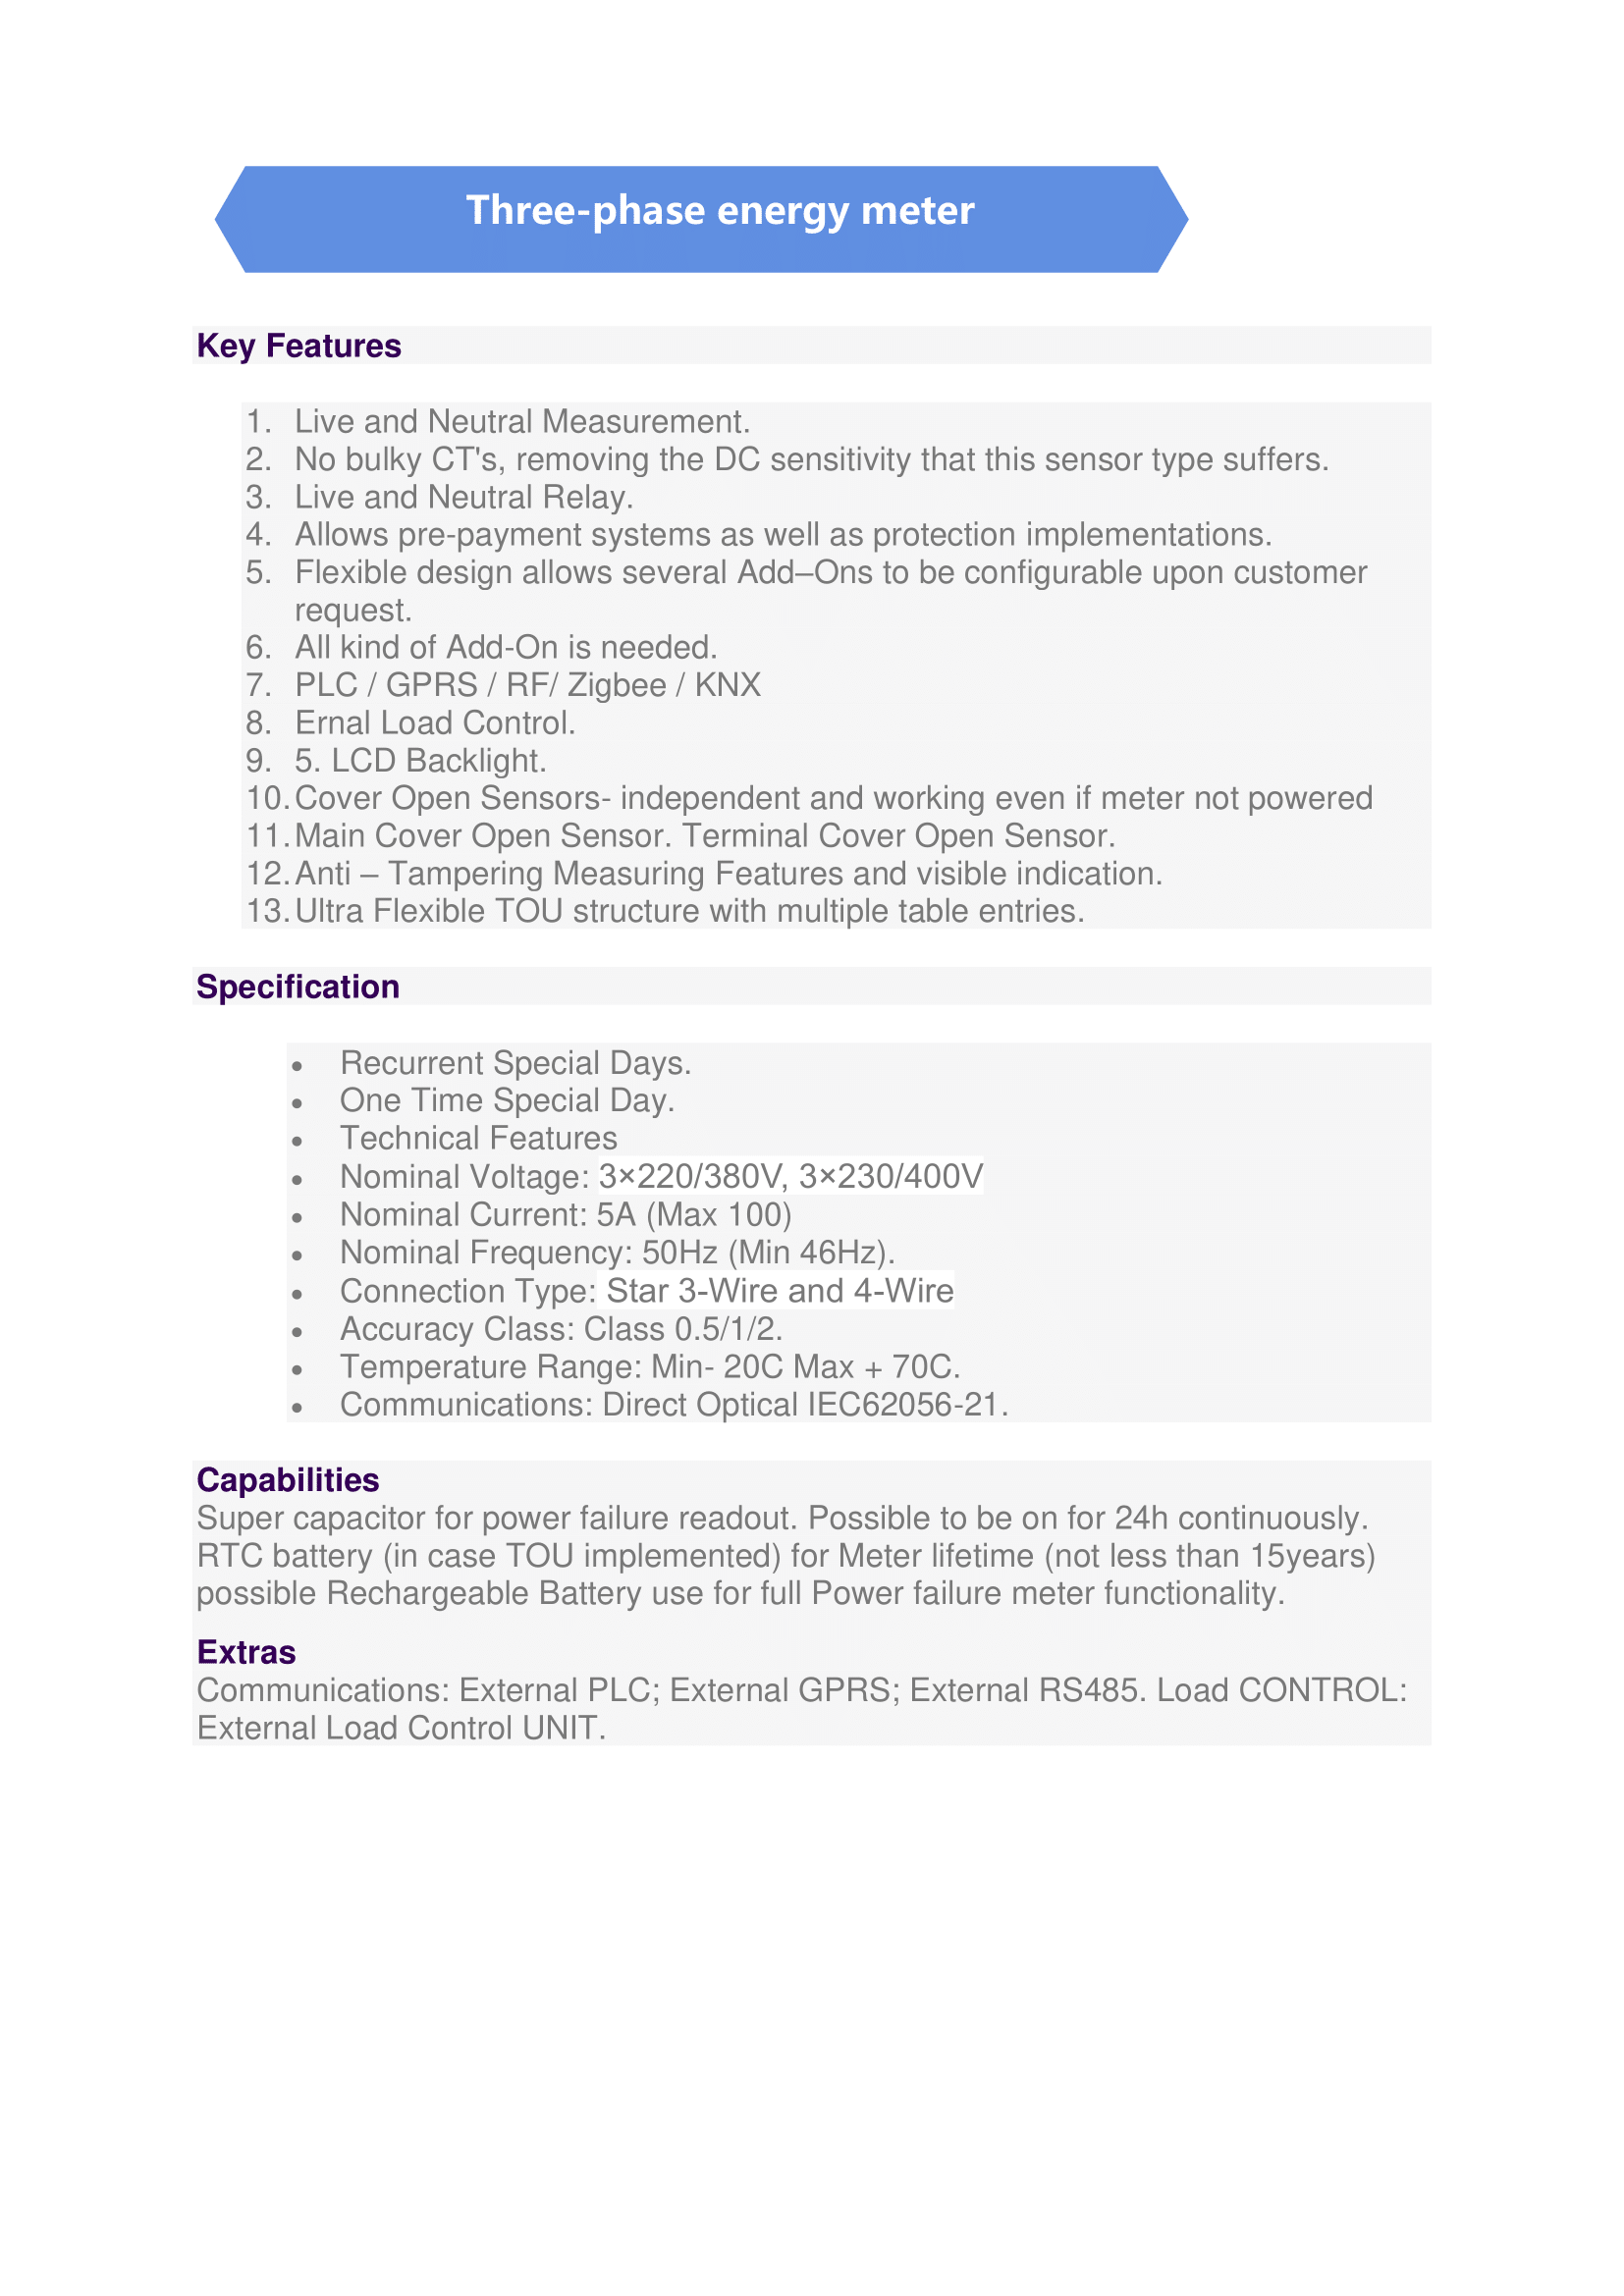 Three-phase energy meter
Key Features
1. Live and Neutral Measurement.
2. No bulky CT's, removing the DC sensitivity that this sensor type suffers.
3. Live and Neutral Relay.
4. Allows pre-payment systems as well as protection implementations.
5. Flexible design allows several Add–Ons to be configurable upon customer
request.
6. All kind of Add-On is needed.
7. PLC / GPRS / RF/ Zigbee / KNX
8. Ernal Load Control.
9. 5. LCD Backlight.
10. Cover Open Sensors- independent and working even if meter not powered
11. Main Cover Open Sensor. Terminal Cover Open Sensor.
12. Anti – Tampering Measuring Features and visible indication.
13. Ultra Flexible TOU structure with multiple table entries.
Specification
• Recurrent Special Days.
• One Time Special Day.
• Technical Features
• Nominal Voltage: 3×220/380V, 3×230/400V
• Nominal Current: 5A (Max 100)
• Nominal Frequency: 50Hz (Min 46Hz).
• Connection Type: Star 3-Wire and 4-Wire
• Accuracy Class: Class 0.5/1/2.
• Temperature Range: Min- 20C Max + 70C.
• Communications: Direct Optical IEC62056-21.
Capabilities
Super capacitor for power failure readout. Possible to be on for 24h continuously.
RTC battery (in case TOU implemented) for Meter lifetime (not less than 15years)
possible Rechargeable Battery use for full Power failure meter functionality.
Extras
Communications: External PLC; External GPRS; External RS485. Load CONTROL:
External Load Control UNIT.